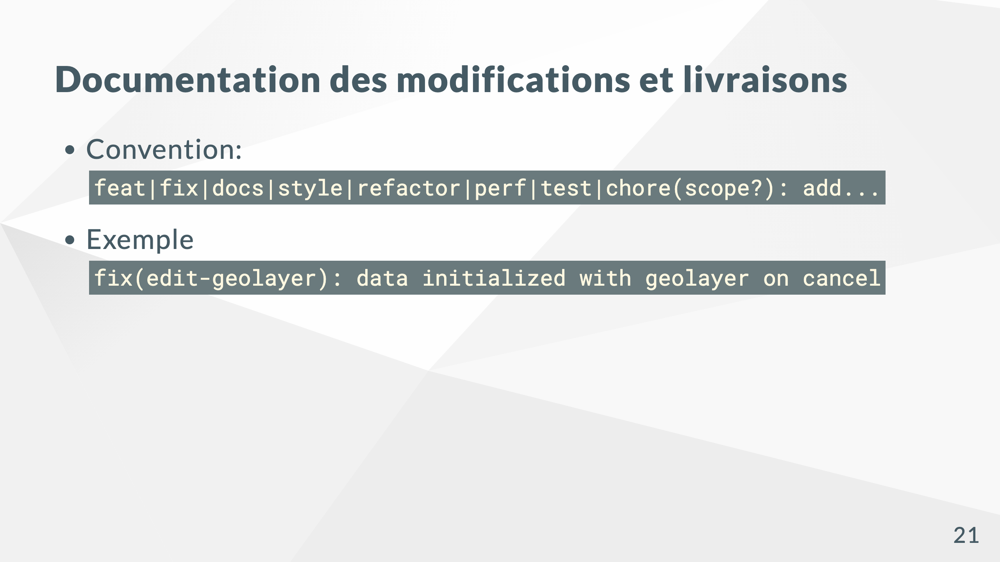 Documentation des modifications et livraisons
• Convention:
feat|fix|docs|style|refactor|perf|test|chore(scope?): add...
• Exemple
fix(edit-geolayer): data initialized with geolayer on cancel
21